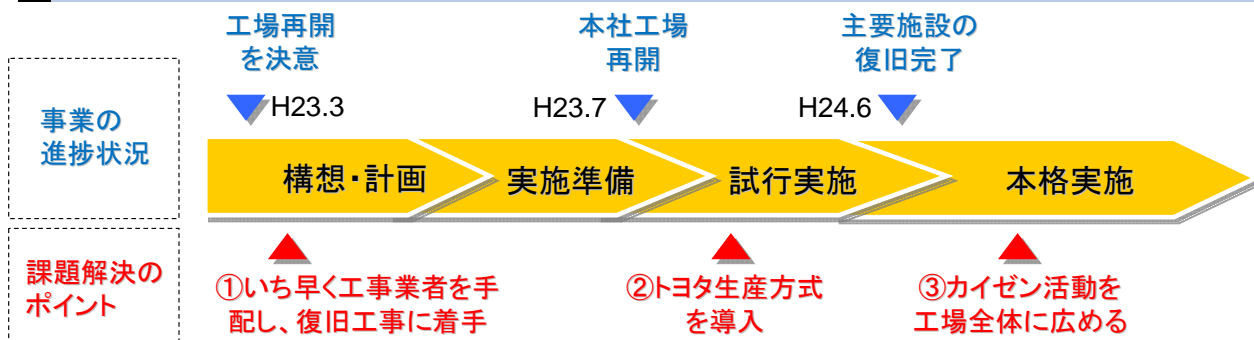 工場再開
を決意
本社工場
再開
主要施設の
復旧完了
H23.3
H23.7
H24.6
事業の
進捗状況
構想・計画
実施準備
試行実施
本格実施
課題解決の
ポイント
①いち早く工事業者を手
配し、復旧工事に着手
②トヨタ生産方式
を導入
③カイゼン活動を
工場全体に広める